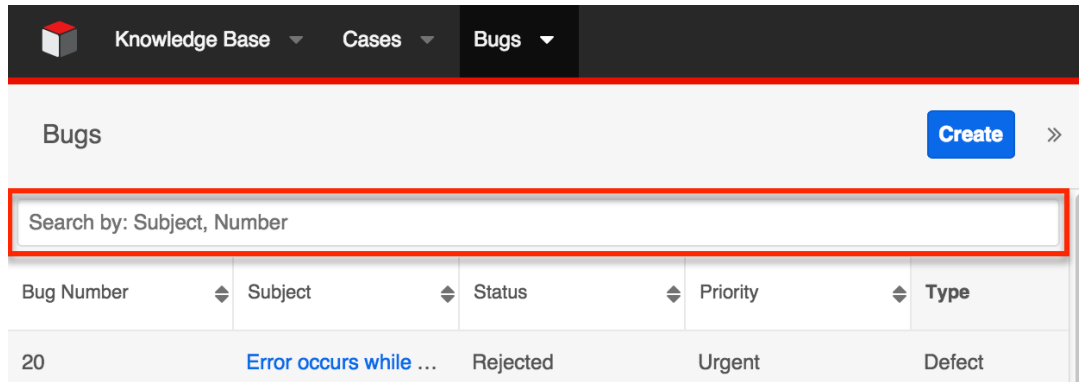 Knowledge Base Cases Bugs
Bugs Create
Search by: Subject, Number
Bug Number Subject Status Priority Type
20 Error occurs while … Rejected Urgent Defect